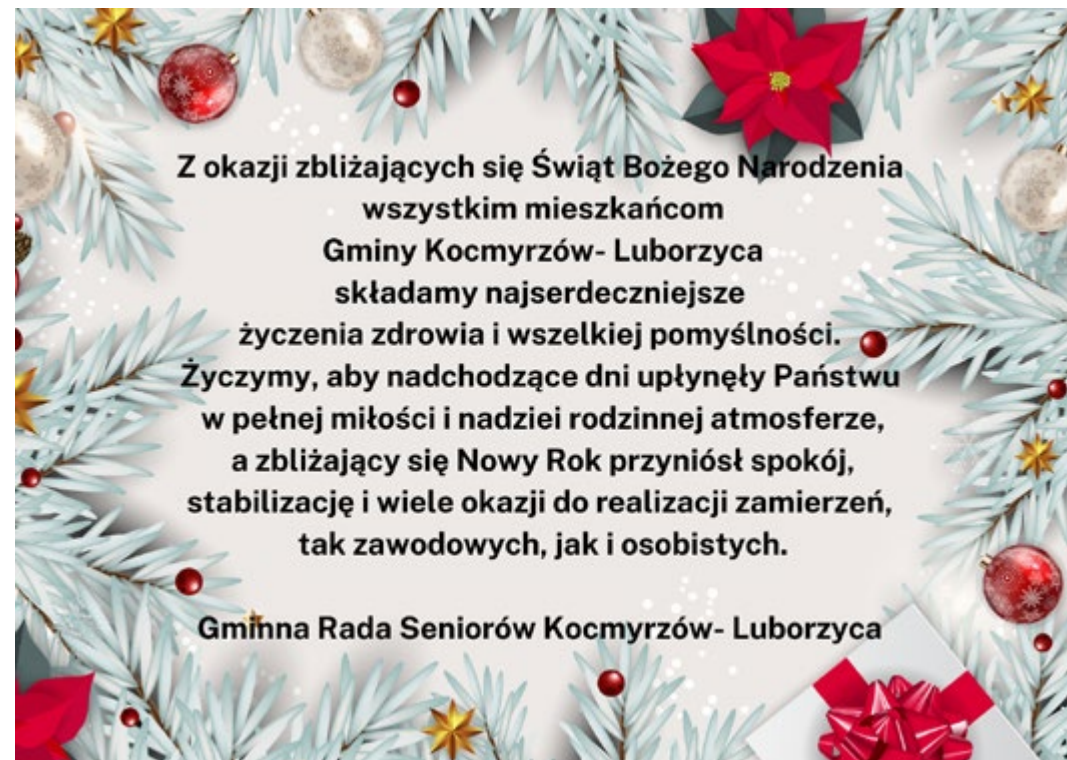 Z okazji zbliżających się Świąt Bożego Narodzenia
wszystkim mieszkańcom
Gminy Kocmyrzów- Luborzyca
składamy najserdeczniejsze
życzenia zdrowia i wszelkiej pomyślności.
Życzymy, aby nadchodzące dni upłynęły Państwu
w pełnej miłości i nadziei rodzinnej atmosferze,
a zbliżający się Nowy Rok przyniósł spokój,
stabilizację i wiele okazji do realizacji zamierzeń,
tak zawodowych, jak i osobistych.
Gminna Rada Seniorów Kocmyrzów- Luborzyca